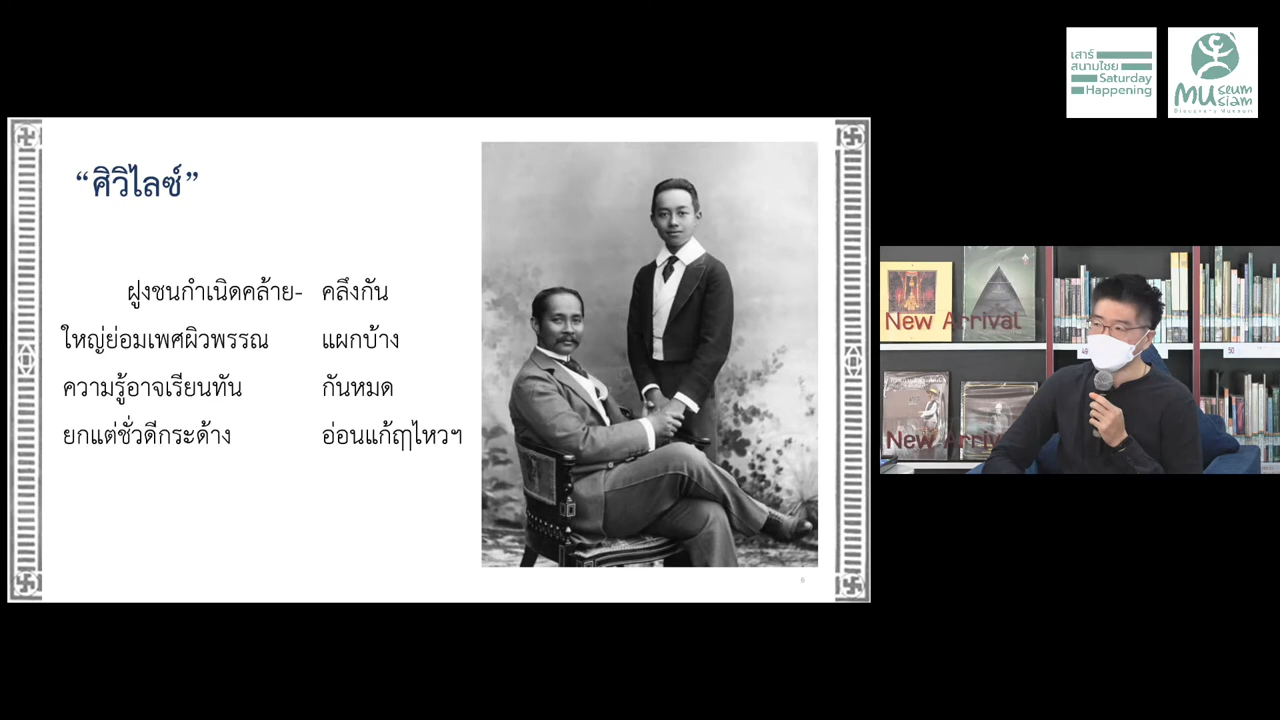 เสาร์
สนามไชย
Saturday
Happening
MUseum
siam
Discovery Museum
“ศิวิไลซ์”
ฝูงชนกำเนิดคล้าย- คลึงกัน
ใหญ่ย่อมเพศผิวพรรณ แผกบ้าง
ความรู้อาจเรียนทัน กันหมด
ยกแต่ชั่วดีกระด้าง อ่อนแก้ฤๅไหวฯ
6
New Arrival
New Arriv
50